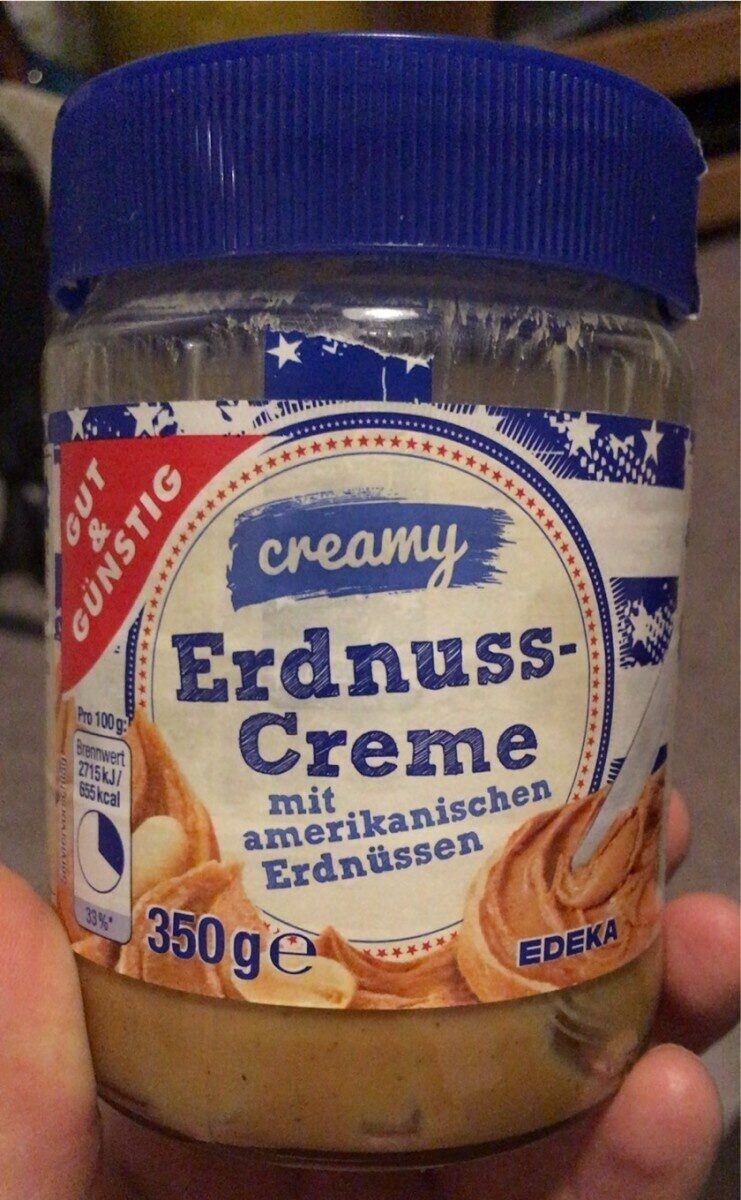 GUT
&
GÜNSTIG
creamy
Erdnuss-
Creme
mit
amerikanischen
Erdnüssen
Pro 100 g:
Brennwert
2715 kJ/
655 kcal
33%*
350 g e
EDEKA